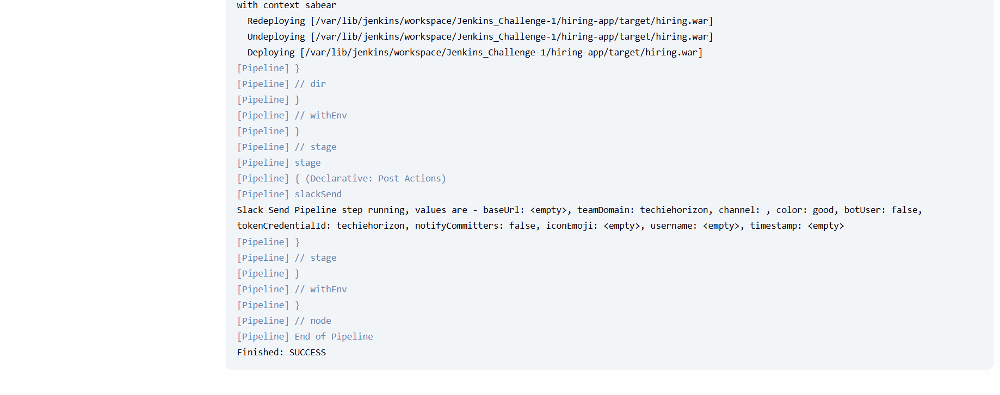 with context sabear
  Redeploying [/var/lib/jenkins/workspace/Jenkins_Challenge-1/hiring-app/target/hiring.war]
  Undeploying [/var/lib/jenkins/workspace/Jenkins_Challenge-1/hiring-app/target/hiring.war]
  Deploying [/var/lib/jenkins/workspace/Jenkins_Challenge-1/hiring-app/target/hiring.war]
[Pipeline] }
[Pipeline] // dir
[Pipeline] }
[Pipeline] // withEnv
[Pipeline] }
[Pipeline] // stage
[Pipeline] stage
[Pipeline] { (Declarative: Post Actions)
[Pipeline] slackSend
Slack Send Pipeline step running, values are - baseUrl: <empty>, teamDomain: techiehorizon, channel: , color: good, botUser: false,
tokenCredentialId: techiehorizon, notifyCommitters: false, iconEmoji: <empty>, username: <empty>, timestamp: <empty>
[Pipeline] }
[Pipeline] // stage
[Pipeline] }
[Pipeline] // withEnv
[Pipeline] }
[Pipeline] // node
[Pipeline] End of Pipeline
Finished: SUCCESS